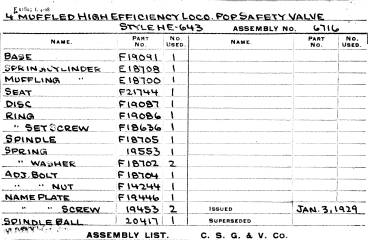 4" MUFFLED HIGH EFFICIENCY LOCO. POP SAFETY VALVE
STYLE HE-643 ASSEMBLY NO. 6716
NAME. PART NO. NO. USED. NAME. PART NO. NO. USED.
BASE F19091 1
SPRING CYLINDER E18708 1
MUFFLING " E18700 1
SEAT F21744 1
DISC F19087 1
RING F19086 1
" SET SCREW F18636 1
SPINDLE F18705 1
SPRING 19553 1
" WASHER F18702 2
ADJ. BOLT F18704 1
" " NUT F14244 1
NAME PLATE F19446 1
" " SCREW 19453 2 ISSUED JAN. 3, 1929
SPINDLE BALL 20417 1 SUPERSEDED
ASSEMBLY LIST. C. S. G. & V. Co.